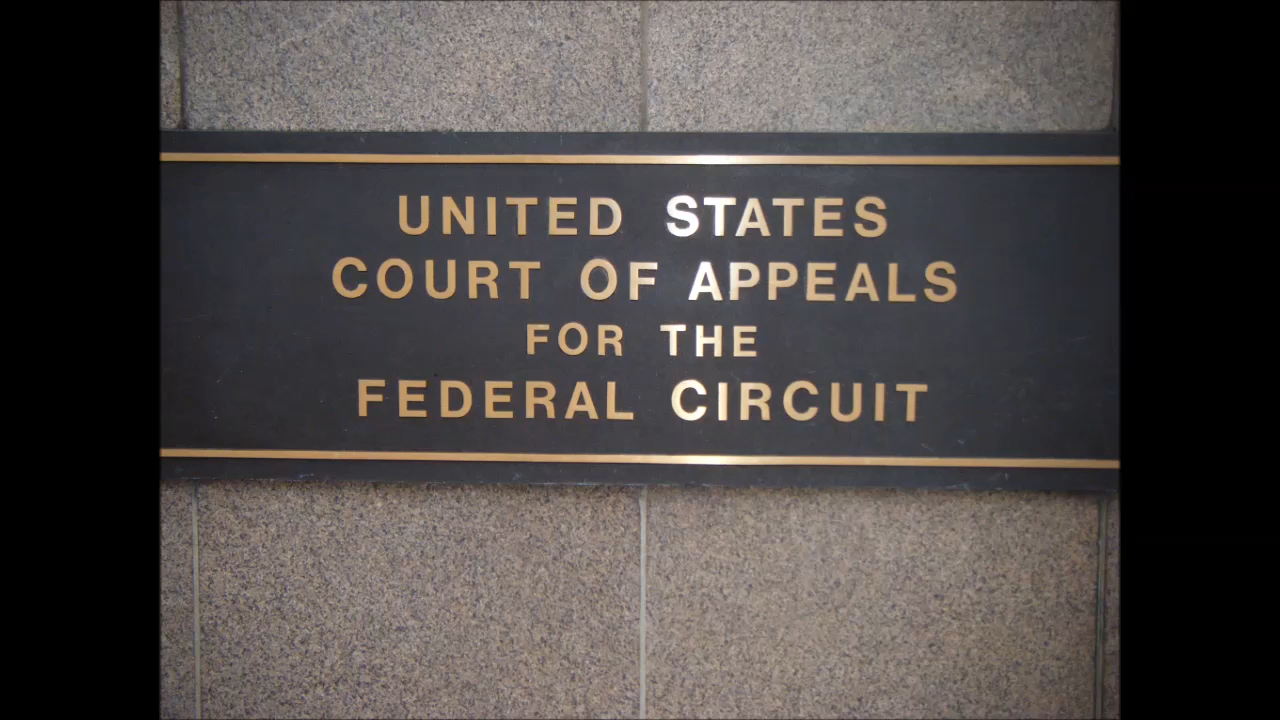 UNITED STATES
COURT OF APPEALS
FOR THE
FEDERAL CIRCUIT